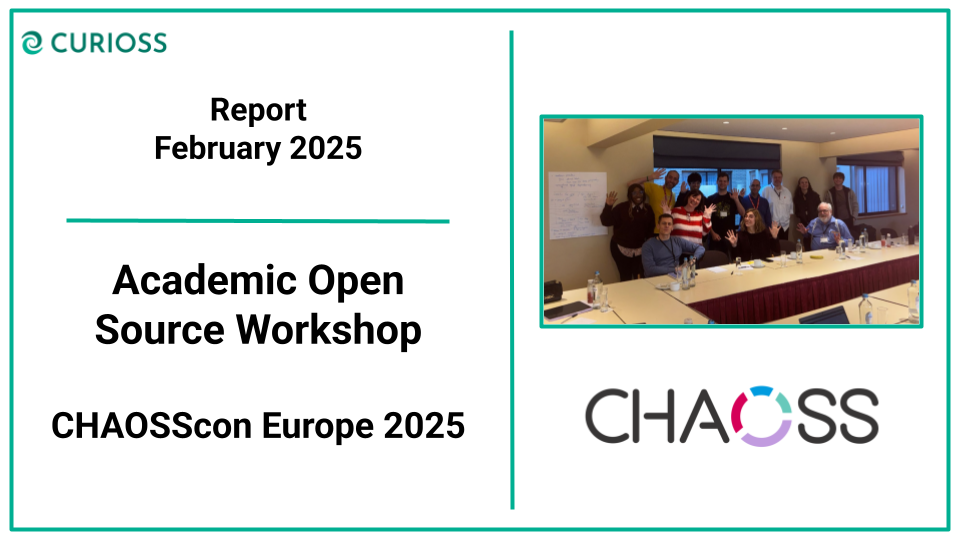 CURIOSS
Report
February 2025
Academic Open
Source Workshop
CHAOSScon Europe 2025
CHAOSS